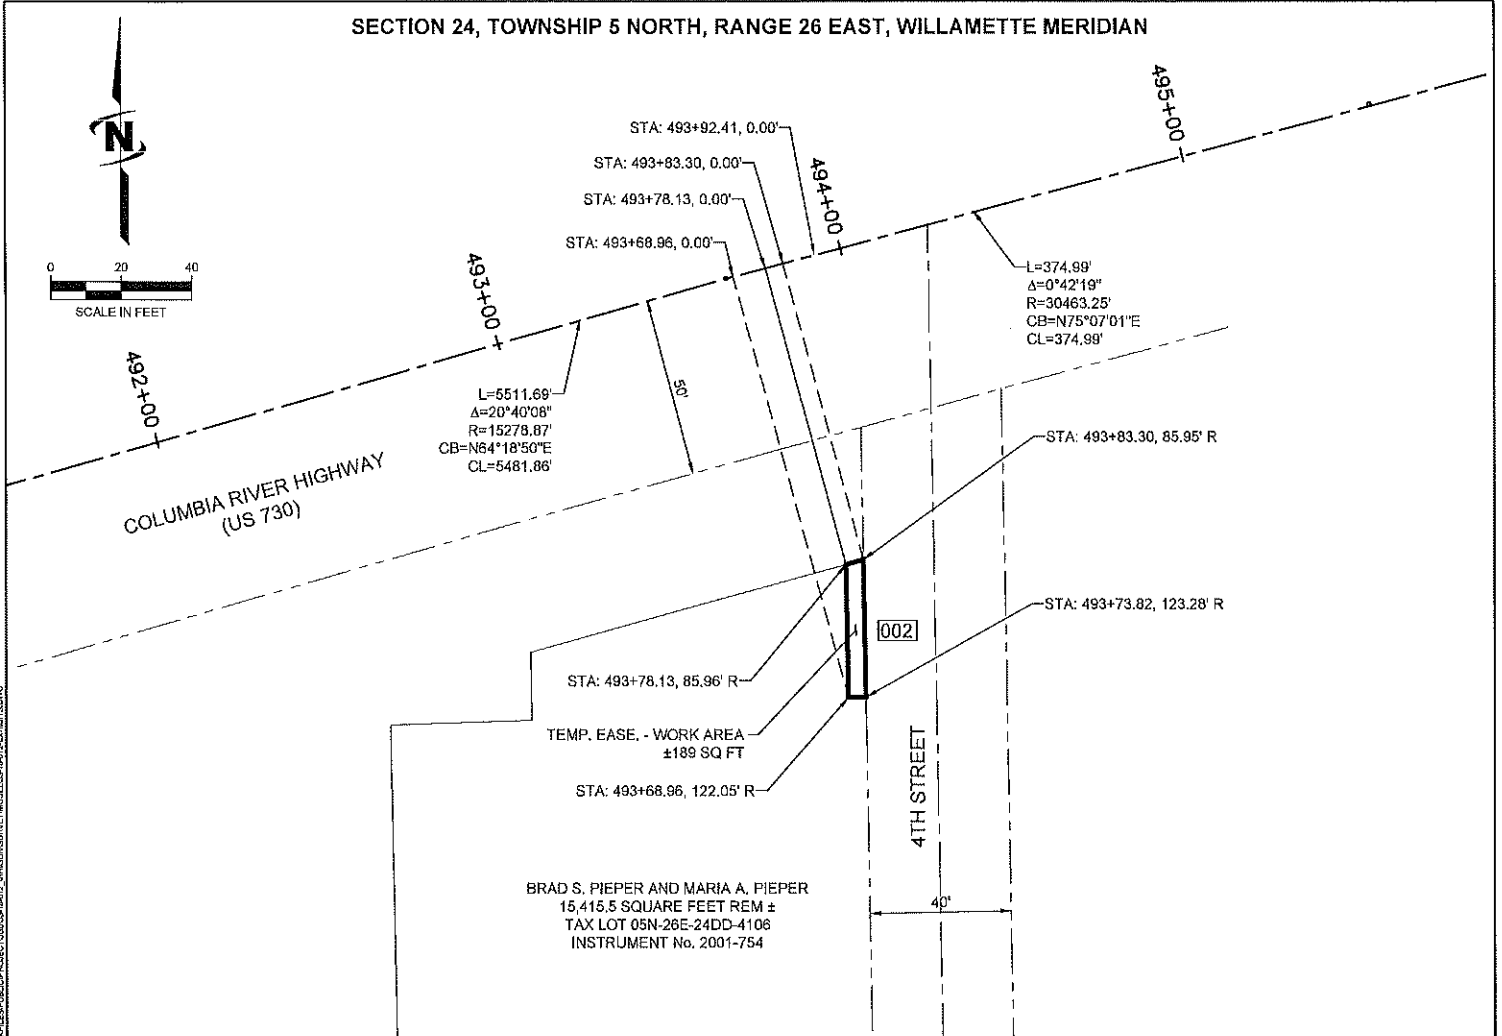 SECTION 24, TOWNSHIP 5 NORTH, RANGE 26 EAST, WILLAMETTE MERIDIAN
N
0 20 40
SCALE IN FEET
STA: 493+92.41, 0.00'
STA: 493+83.30, 0.00'
STA: 493+78.13, 0.00'
STA: 493+68.96, 0.00'
492+00
493+00
494+00
495+00
L=374.99'
Δ=0°42'19"
R=30463.25'
CB=N75°07'01"E
CL=374.99'
L=5511.69'
Δ=20°40'08"
R=15278.87'
CB=N64°18'50"E
CL=5481.86'
50'
COLUMBIA RIVER HIGHWAY
(US 730)
STA: 493+83.30, 85.95' R
STA: 493+73.82, 123.28' R
002
STA: 493+78.13, 85.96' R
TEMP. EASE. - WORK AREA
±189 SQ FT
STA: 493+68.96, 122.05' R
4TH STREET
40'
BRAD S. PIEPER AND MARIA A. PIEPER
15,415.5 SQUARE FEET REM ±
TAX LOT 05N-26E-24DD-4106
INSTRUMENT No. 2001-754